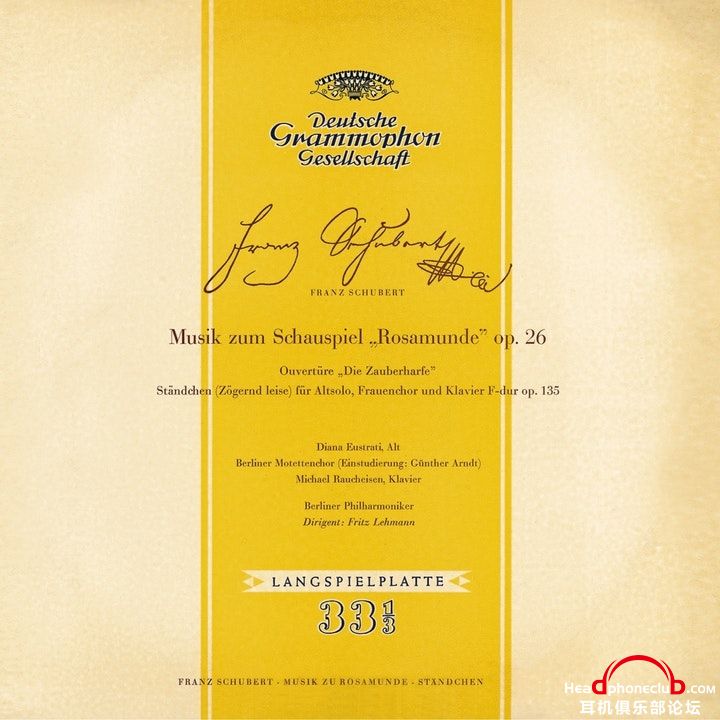 Deutsche
Grammophon
Gesellschaft
Franz Schubert
FRANZ SCHUBERT
Musik zum Schauspiel „Rosamunde” op. 26
Ouvertüre „Die Zauberharfe”
Ständchen (Zögernd leise) für Altsolo, Frauenchor und Klavier F-dur op. 135
Diana Eustrati, Alt
Berliner Motettenchor (Einstudierung: Günther Arndt)
Michael Raucheisen, Klavier
Berliner Philharmoniker
Dirigent: Fritz Lehmann
LANGSPIELPLATTE
33⅓
FRANZ SCHUBERT - MUSIK ZU ROSAMUNDE - STÄNDCHEN
Headphoneclub.com
耳机俱乐部论坛